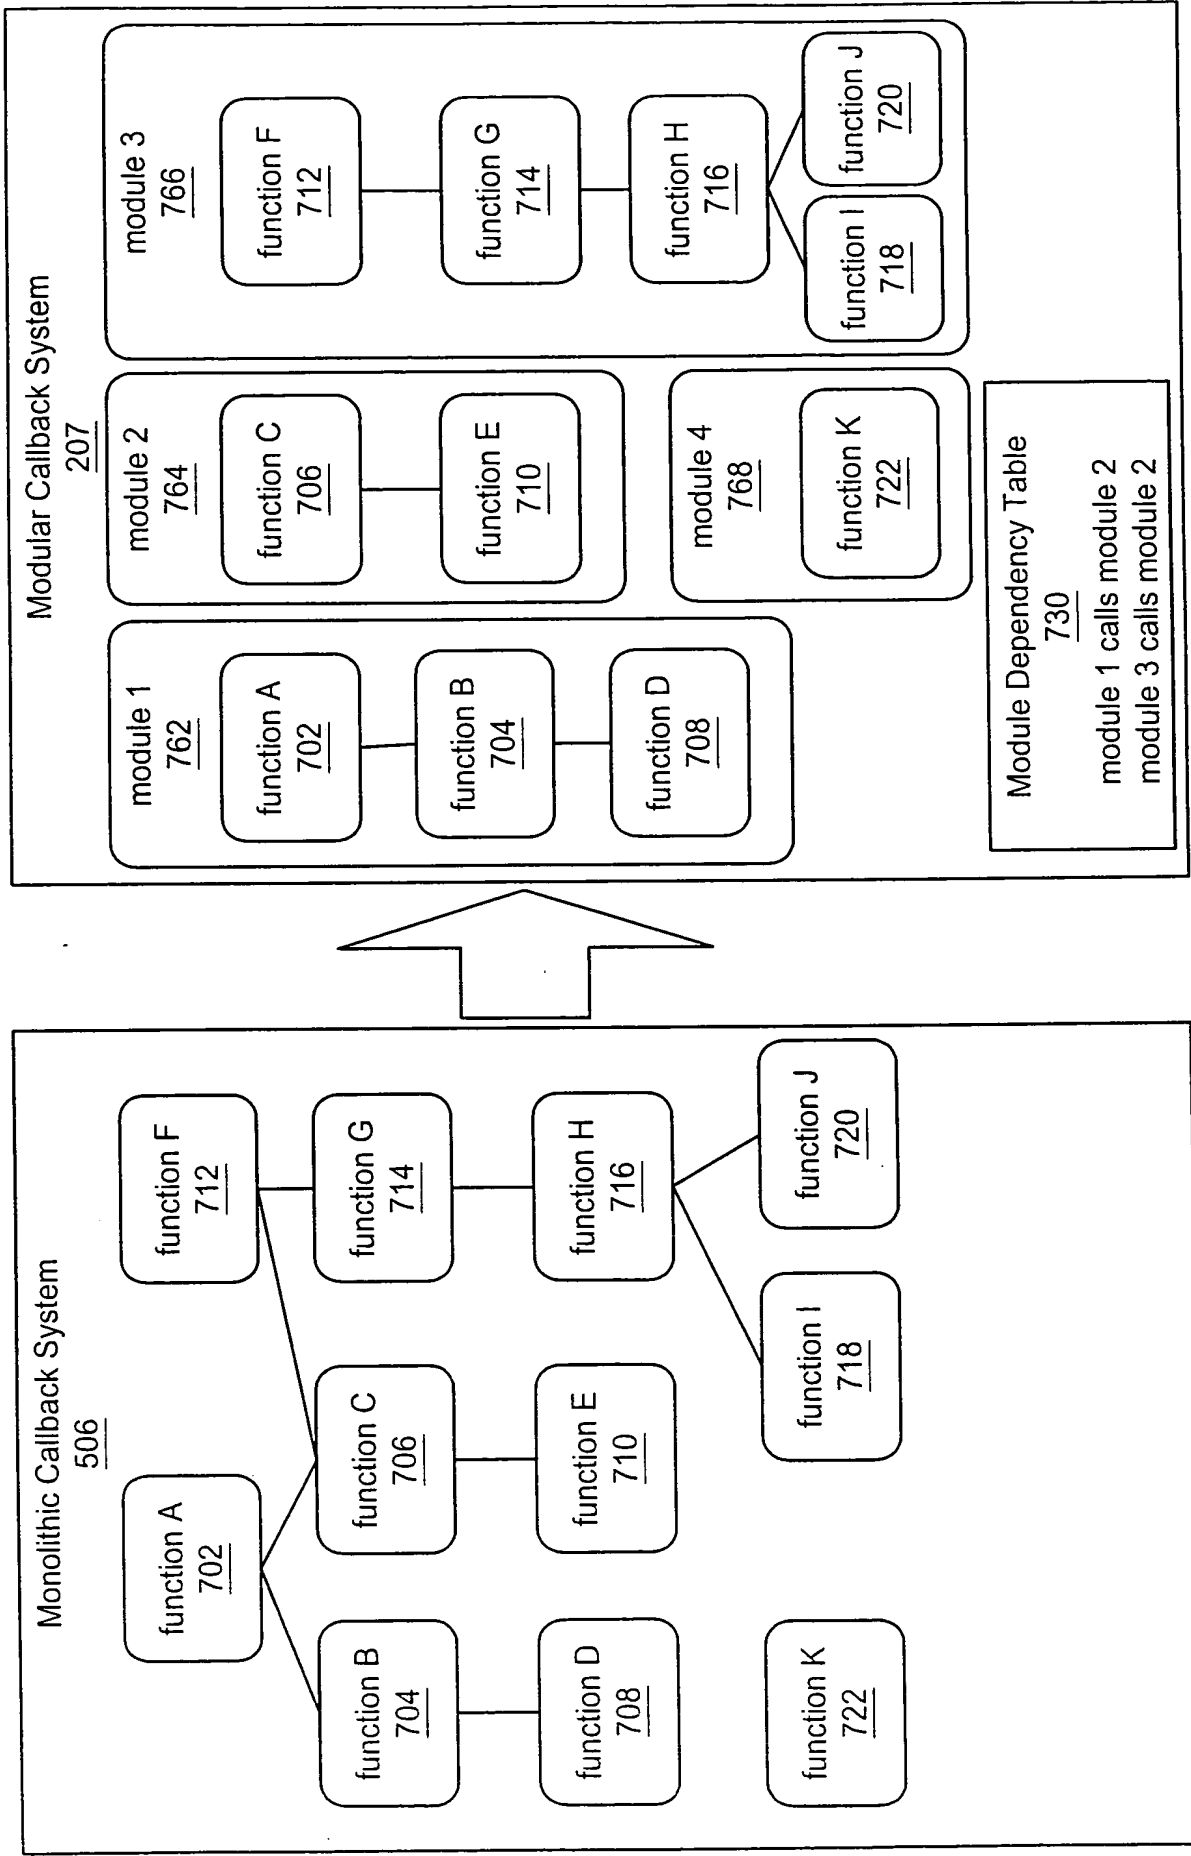 Monolithic Callback System
506
function A
702
function F
712
function B
704
function C
706
function G
714
function D
708
function E
710
function H
716
function K
722
function I
718
function J
720
Modular Callback System
207
module 1
762
function A
702
function B
704
function D
708
module 2
764
function C
706
function E
710
module 3
766
function F
712
function G
714
function H
716
function I
718
function J
720
module 4
768
function K
722
Module Dependency Table
730
module 1 calls module 2
module 3 calls module 2